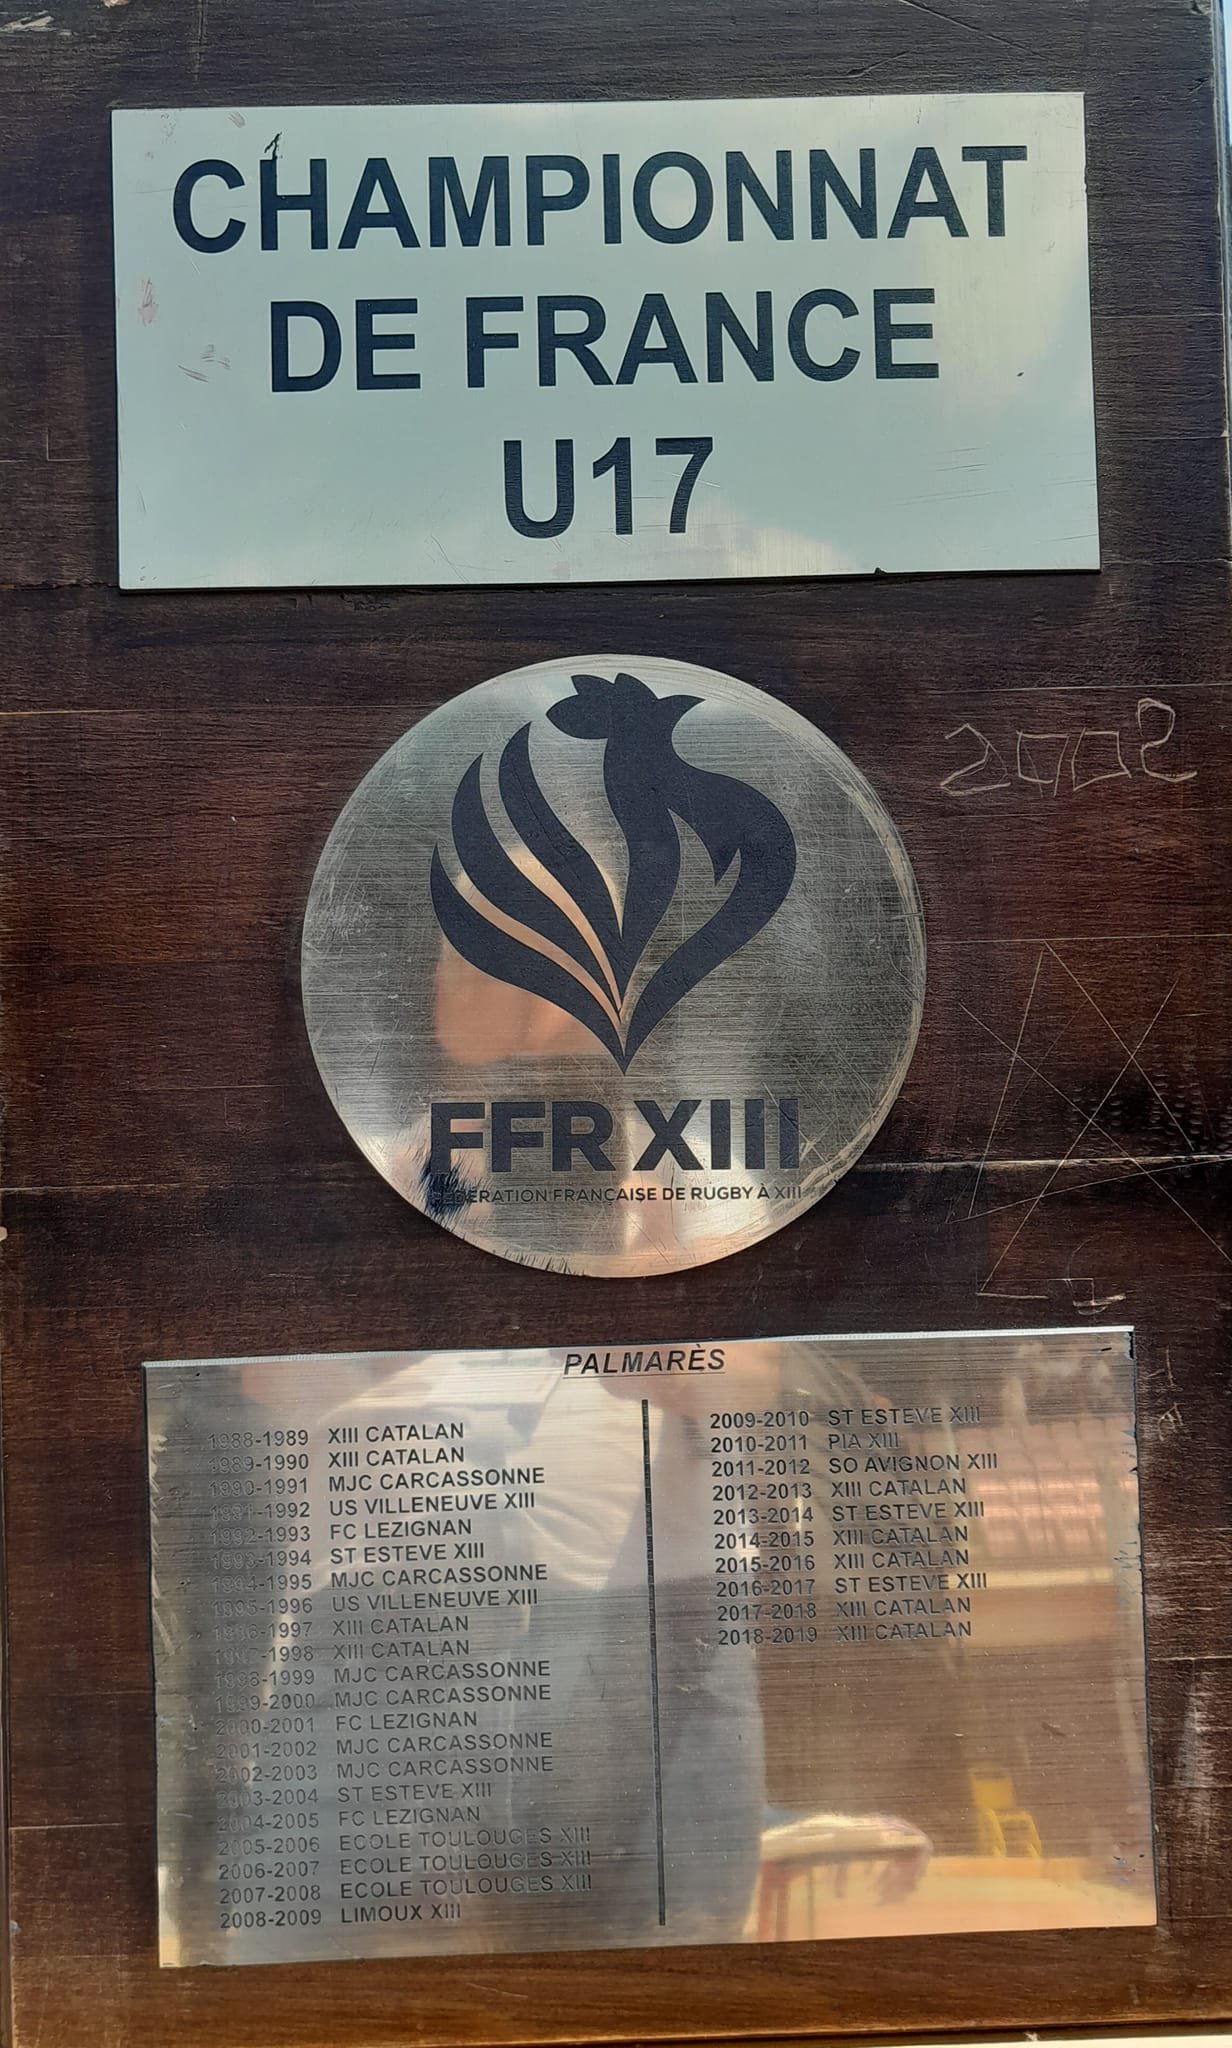 CHAMPIONNAT
DE FRANCE
U17
2002
FFR XIII
FÉDÉRATION FRANÇAISE DE RUGBY À XIII
PALMARÈS
1988-1989 XIII CATALAN
1989-1990 XIII CATALAN
1990-1991 MJC CARCASSONNE
1991-1992 US VILLENEUVE XIII
1992-1993 FC LEZIGNAN
1993-1994 ST ESTEVE XIII
1994-1995 MJC CARCASSONNE
1995-1996 US VILLENEUVE XIII
1996-1997 XIII CATALAN
1997-1998 XIII CATALAN
1998-1999 MJC CARCASSONNE
1999-2000 MJC CARCASSONNE
2000-2001 FC LEZIGNAN
2001-2002 MJC CARCASSONNE
2002-2003 MJC CARCASSONNE
2003-2004 ST ESTEVE XIII
2004-2005 FC LEZIGNAN
2005-2006 ECOLE TOULOUGES XIII
2006-2007 ECOLE TOULOUGES XIII
2007-2008 ECOLE TOULOUGES XIII
2008-2009 LIMOUX XIII
2009-2010 ST ESTEVE XIII
2010-2011 PIA XIII
2011-2012 SO AVIGNON XIII
2012-2013 XIII CATALAN
2013-2014 ST ESTEVE XIII
2014-2015 XIII CATALAN
2015-2016 XIII CATALAN
2016-2017 ST ESTEVE XIII
2017-2018 XIII CATALAN
2018-2019 XIII CATALAN